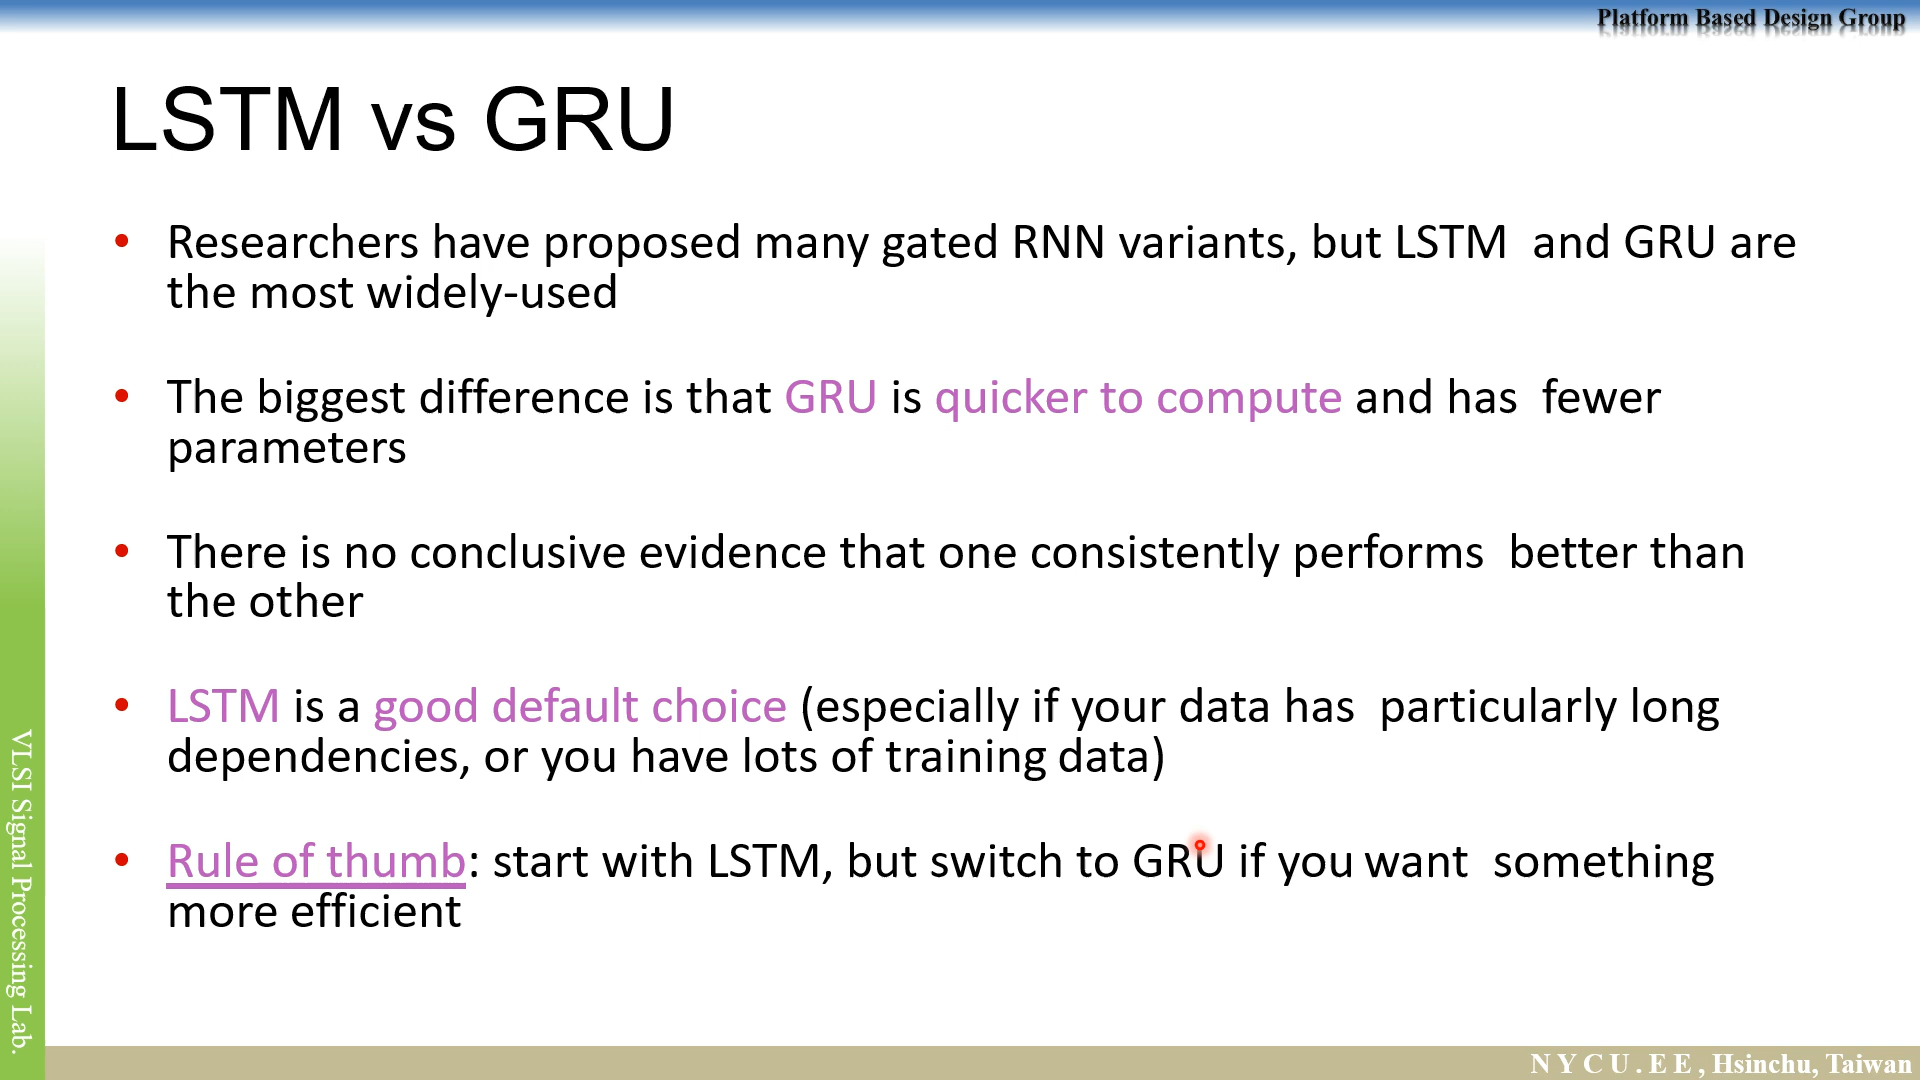 Platform Based Design Group
LSTM vs GRU
• Researchers have proposed many gated RNN variants, but LSTM and GRU are
the most widely-used
• The biggest difference is that GRU is quicker to compute and has fewer
parameters
• There is no conclusive evidence that one consistently performs better than
the other
• LSTM is a good default choice (especially if your data has particularly long
dependencies, or you have lots of training data)
• Rule of thumb: start with LSTM, but switch to GRU if you want something
more efficient
VLSI Signal Processing Lab.
NYCU.EE, Hsinchu, Taiwan